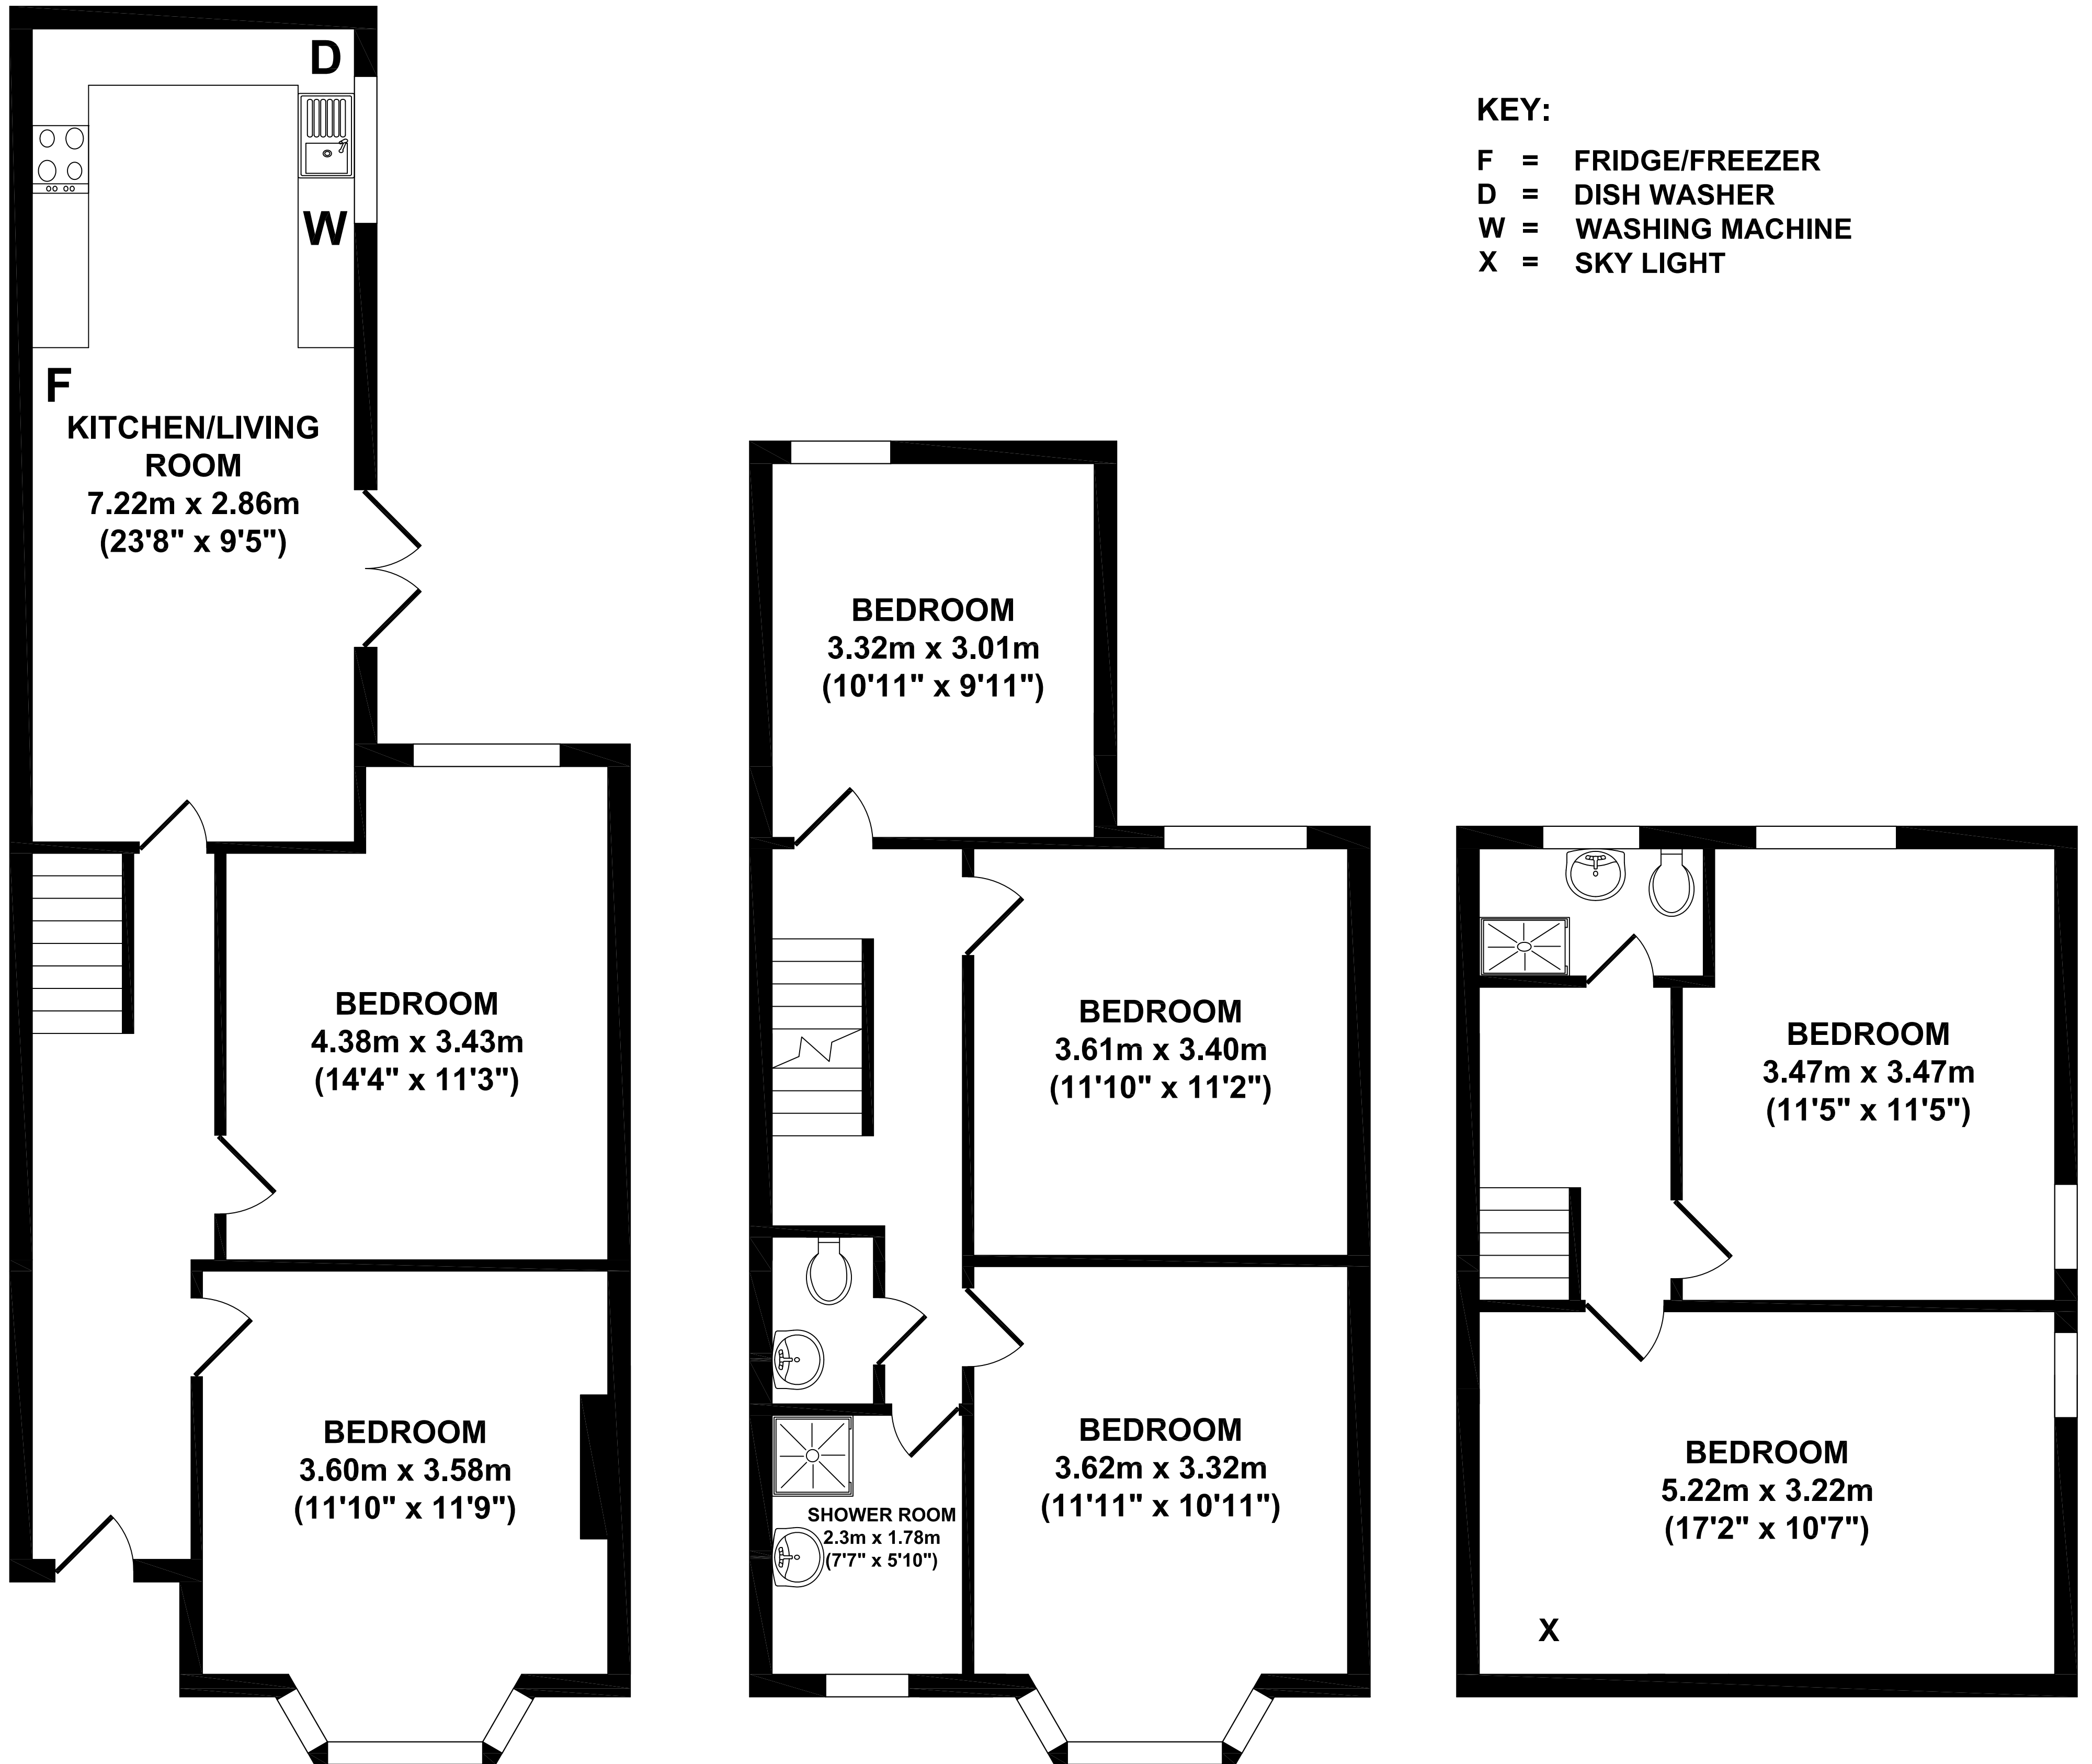 D
W
F
KITCHEN/LIVING
ROOM
7.22m x 2.86m
(23'8" x 9'5")
BEDROOM
4.38m x 3.43m
(14'4" x 11'3")
BEDROOM
3.60m x 3.58m
(11'10" x 11'9")
BEDROOM
3.32m x 3.01m
(10'11" x 9'11")
BEDROOM
3.61m x 3.40m
(11'10" x 11'2")
BEDROOM
3.62m x 3.32m
(11'11" x 10'11")
SHOWER ROOM
2.3m x 1.78m
(7'7" x 5'10")
KEY:
F = FRIDGE/FREEZER
D = DISH WASHER
W = WASHING MACHINE
X = SKY LIGHT
BEDROOM
3.47m x 3.47m
(11'5" x 11'5")
BEDROOM
5.22m x 3.22m
(17'2" x 10'7")
X